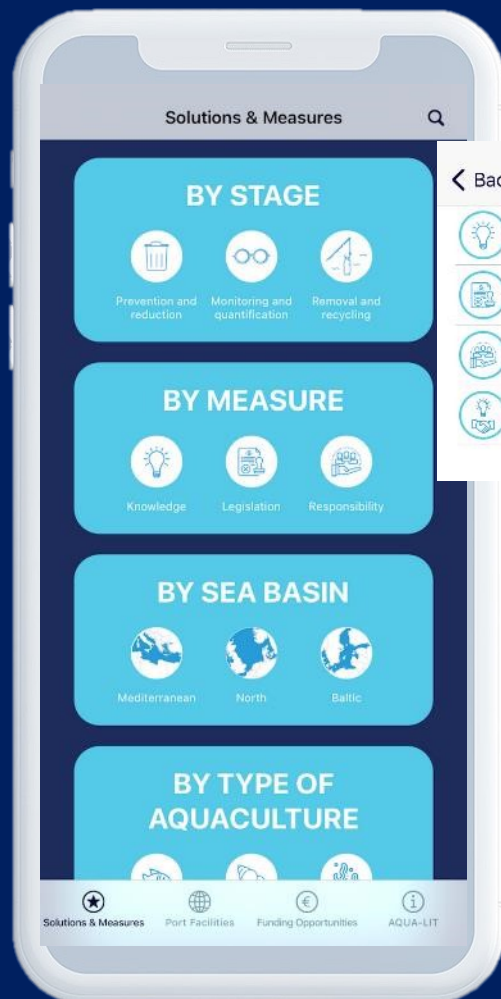 Solutions & Measures
BY STAGE
Prevention and reduction
Monitoring and quantification
Removal and recycling
BY MEASURE
Knowledge
Legislation
Responsibility
BY SEA BASIN
Mediterranean
North
Baltic
BY TYPE OF
AQUACULTURE
Solutions & Measures
Port Facilities
Funding Opportunities
AQUA-LIT